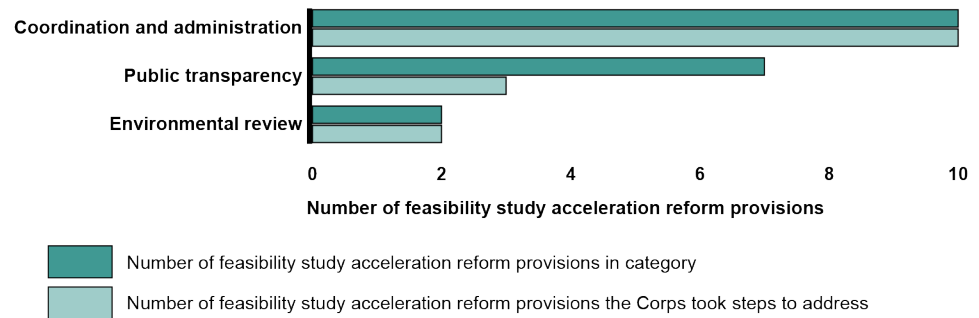 Coordination and administration
Public transparency
Environmental review
0 2 4 6 8 10
Number of feasibility study acceleration reform provisions
Number of feasibility study acceleration reform provisions in category
Number of feasibility study acceleration reform provisions the Corps took steps to address